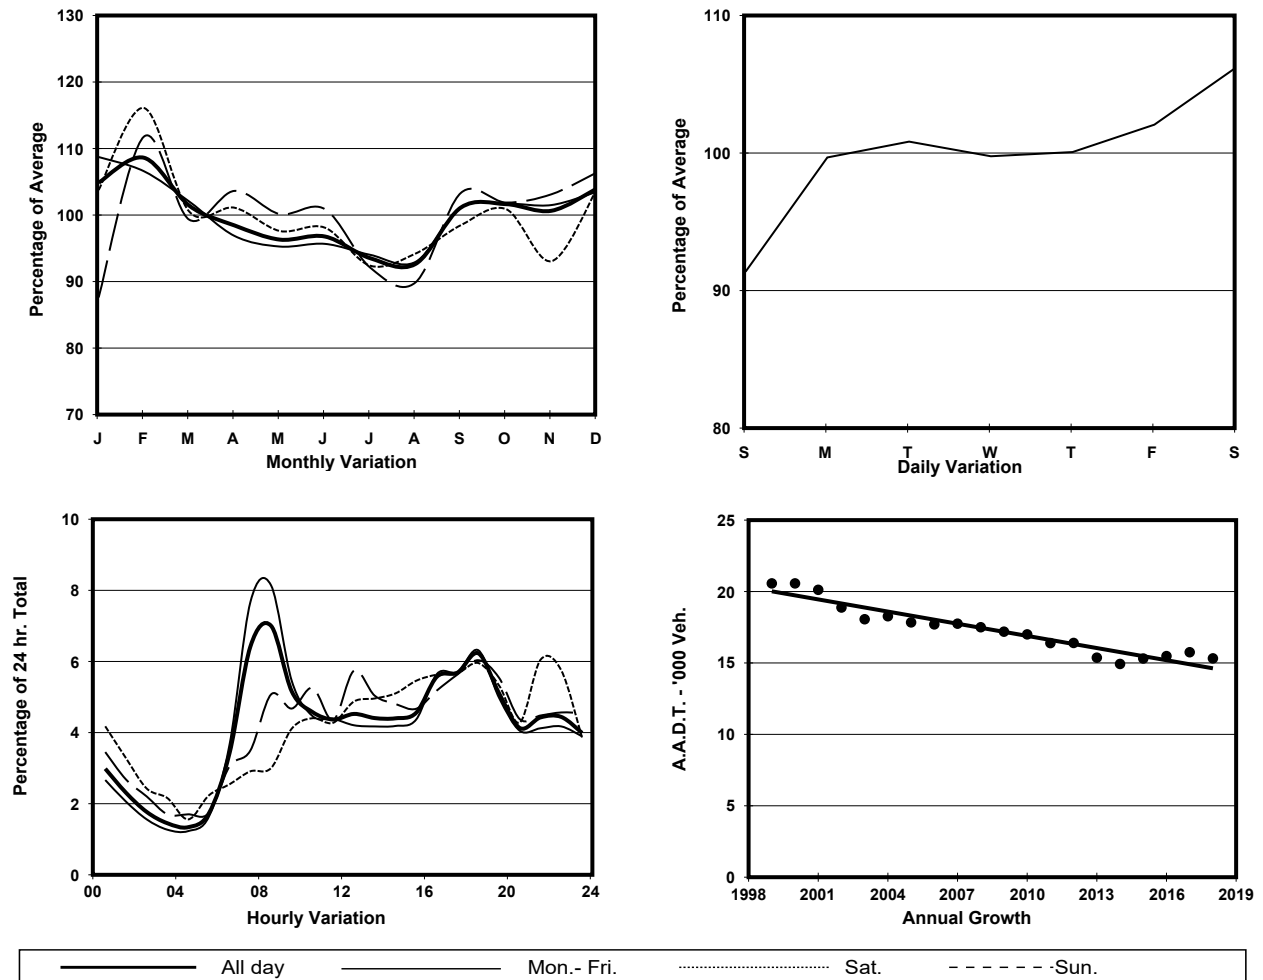 130
120
110
100
90
80
70
Percentage of Average
J F M A M J J A S O N D
Monthly Variation
110
100
90
80
Percentage of Average
S M T W T F S
Daily Variation
10
8
6
4
2
0
Percentage of 24 hr. Total
00 04 08 12 16 20 24
Hourly Variation
25
20
15
10
5
0
A.A.D.T. - '000 Veh.
1998 2001 2004 2007 2010 2013 2016 2019
Annual Growth
All day Mon.- Fri. Sat. Sun.